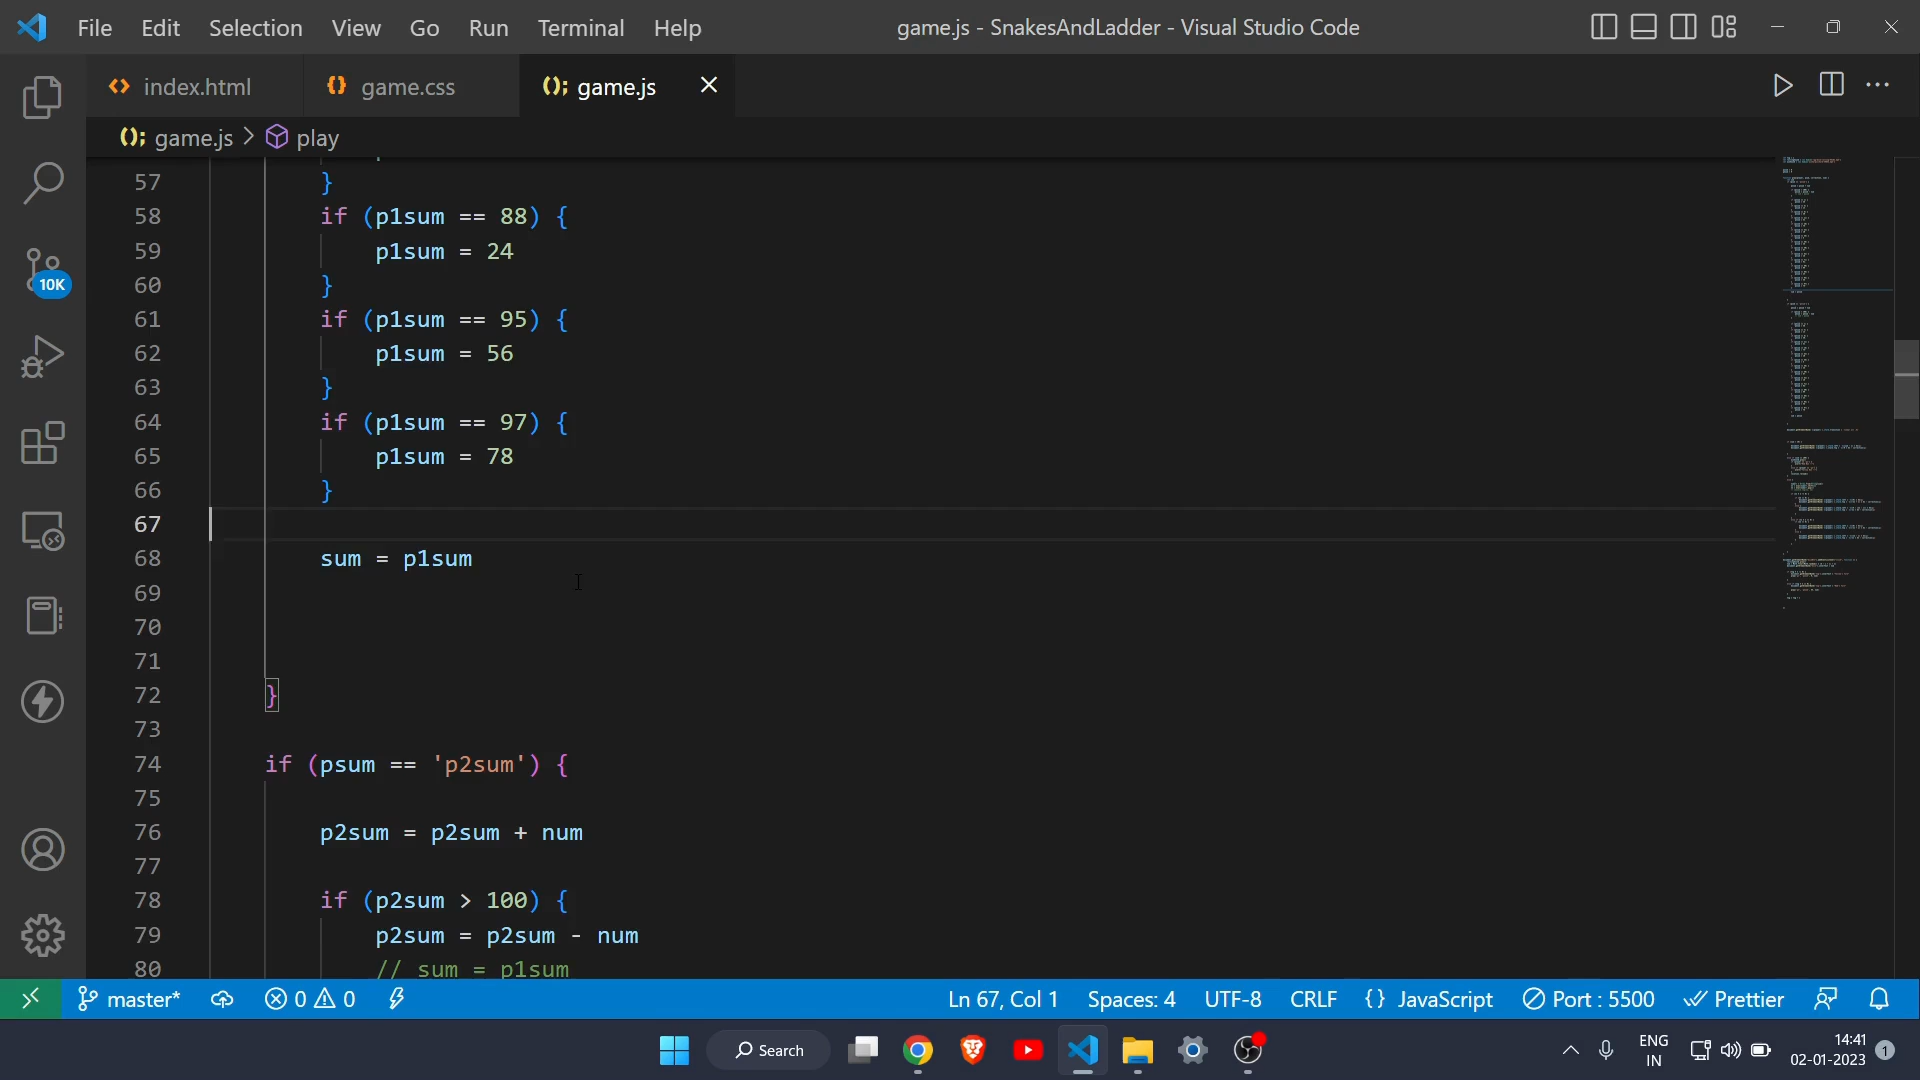 File Edit Selection View Go Run Terminal Help game.js - SnakesAndLadder - Visual Studio Code
index.html game.css (); game.js
(); game.js > play
57 }
58 if (p1sum == 88) {
59 p1sum = 24
60 }
61 if (p1sum == 95) {
62 p1sum = 56
63 }
64 if (p1sum == 97) {
65 p1sum = 78
66 }
67
68 sum = p1sum
69
70
71
72 }
73
74 if (psum == 'p2sum') {
75
76 p2sum = p2sum + num
77
78 if (p2sum > 100) {
79 p2sum = p2sum - num
80 // sum = p1sum
10K
master* 0 0 Ln 67, Col 1 Spaces: 4 UTF-8 CRLF {} JavaScript Port : 5500 Prettier
Search ENG 14:41
IN 02-01-2023 1